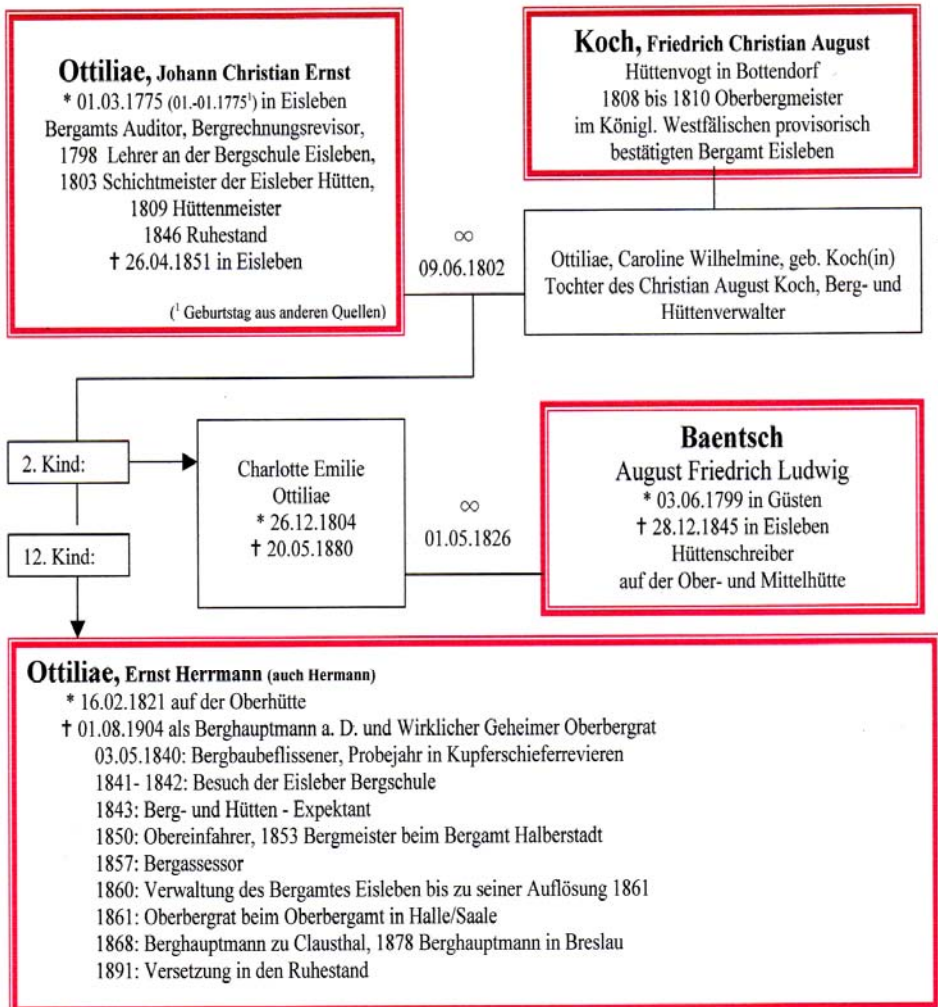 Ottiliae, Johann Christian Ernst
* 01.03.1775 (01.-01.1775¹) in Eisleben
Bergamts Auditor, Bergrechnungsrevisor,
1798 Lehrer an der Bergschule Eisleben,
1803 Schichtmeister der Eisleber Hütten,
1809 Hüttenmeister
1846 Ruhestand
† 26.04.1851 in Eisleben
(¹ Geburtstag aus anderen Quellen)
Koch, Friedrich Christian August
Hüttenvogt in Bottendorf
1808 bis 1810 Oberbergmeister
im Königl. Westfälischen provisorisch
bestätigten Bergamt Eisleben
∞
09.06.1802
Ottiliae, Caroline Wilhelmine, geb. Koch(in)
Tochter des Christian August Koch, Berg- und
Hüttenverwalter
2. Kind:
Charlotte Emilie
Ottiliae
* 26.12.1804
† 20.05.1880
∞
01.05.1826
Baentsch
August Friedrich Ludwig
* 03.06.1799 in Güsten
† 28.12.1845 in Eisleben
Hüttenschreiber
auf der Ober- und Mittelhütte
12. Kind:
Ottiliae, Ernst Herrmann (auch Hermann)
* 16.02.1821 auf der Oberhütte
† 01.08.1904 als Berghauptmann a. D. und Wirklicher Geheimer Oberbergrat
03.05.1840: Bergbaubeflissener, Probejahr in Kupferschieferrevieren
1841- 1842: Besuch der Eisleber Bergschule
1843: Berg- und Hütten - Expektant
1850: Obereinfahrer, 1853 Bergmeister beim Bergamt Halberstadt
1857: Bergassessor
1860: Verwaltung des Bergamtes Eisleben bis zu seiner Auflösung 1861
1861: Oberbergrat beim Oberbergamt in Halle/Saale
1868: Berghauptmann zu Clausthal, 1878 Berghauptmann in Breslau
1891: Versetzung in den Ruhestand